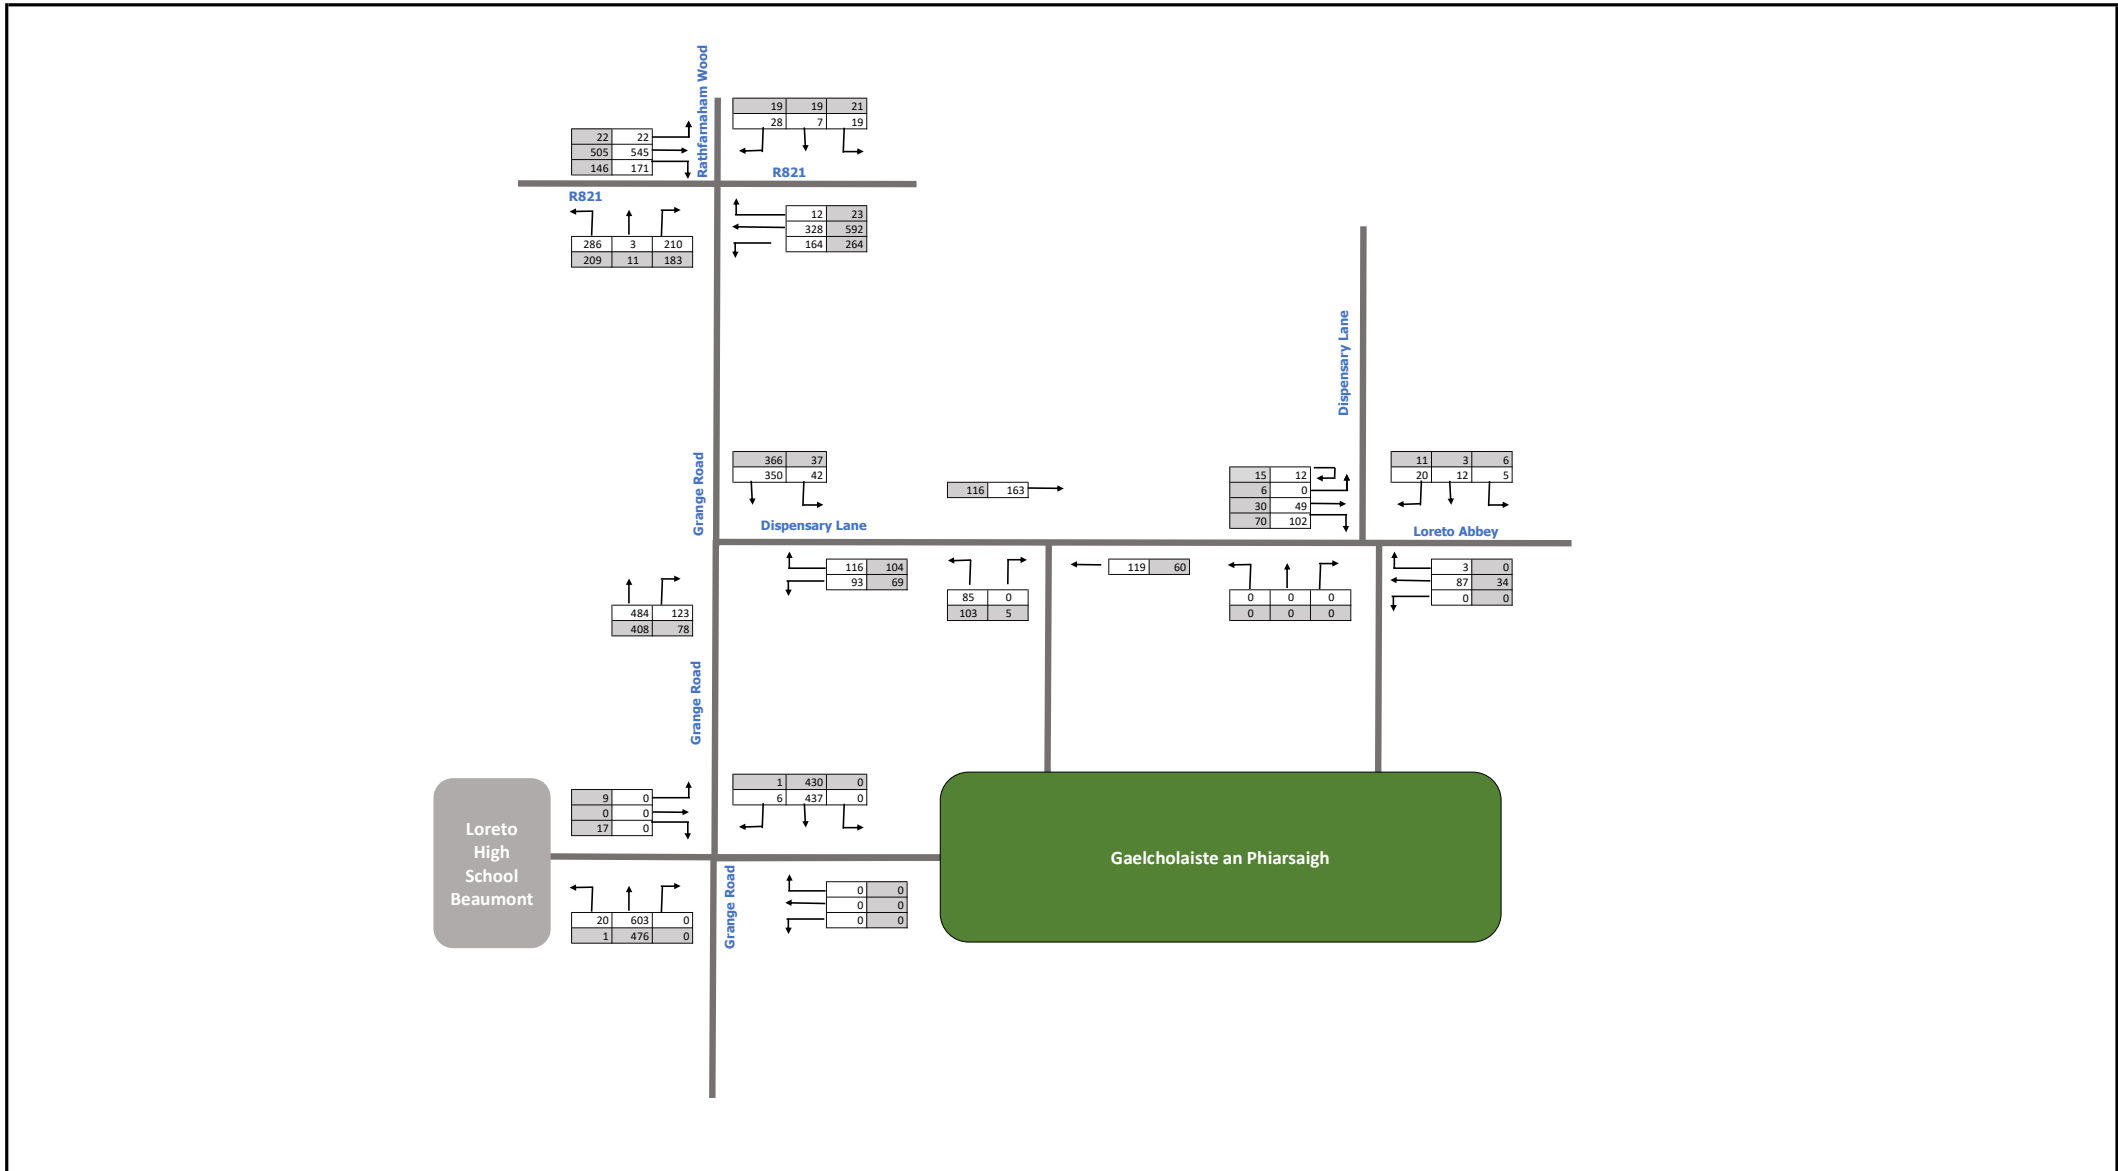 Rathfarnaham Wood
19 19 21
28 7 19
22 22
505 545
146 171
R821
R821
12 23
328 592
164 264
286 3 210
209 11 183
Dispensary Lane
Grange Road
366 37
350 42
116 163
15 12
6 0
30 49
70 102
11 3 6
20 12 5
Dispensary Lane
Loreto Abbey
116 104
93 69
85 0
103 5
119 60
0 0 0
0 0 0
3 0
87 34
0 0
484 123
408 78
Grange Road
1 430 0
6 437 0
9 0
0 0
17 0
Loreto
High
School
Beaumont
Gaelcholaiste an Phiarsaigh
Grange Road
0 0
0 0
0 0
20 603 0
1 476 0